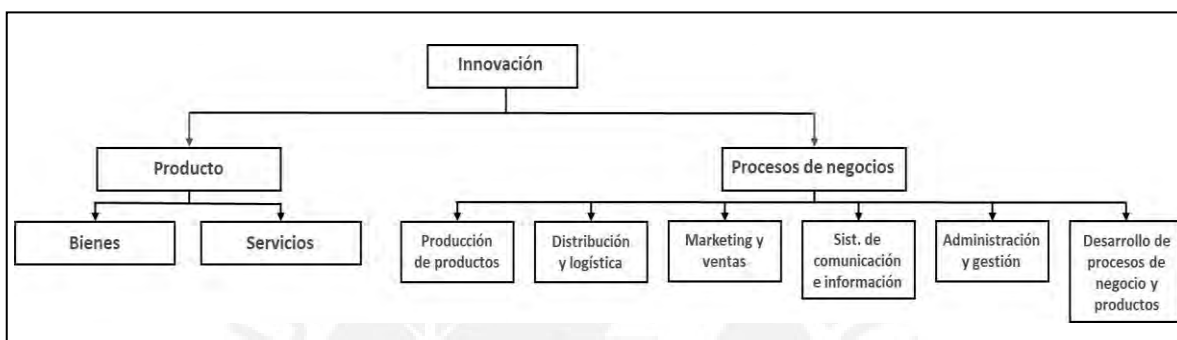 Innovación
Producto
Procesos de negocios
Bienes
Servicios
Producción
de productos
Distribución
y logística
Marketing y
ventas
Sist. de
comunicación
e información
Administración
y gestión
Desarrollo de
procesos de
negocio y
productos